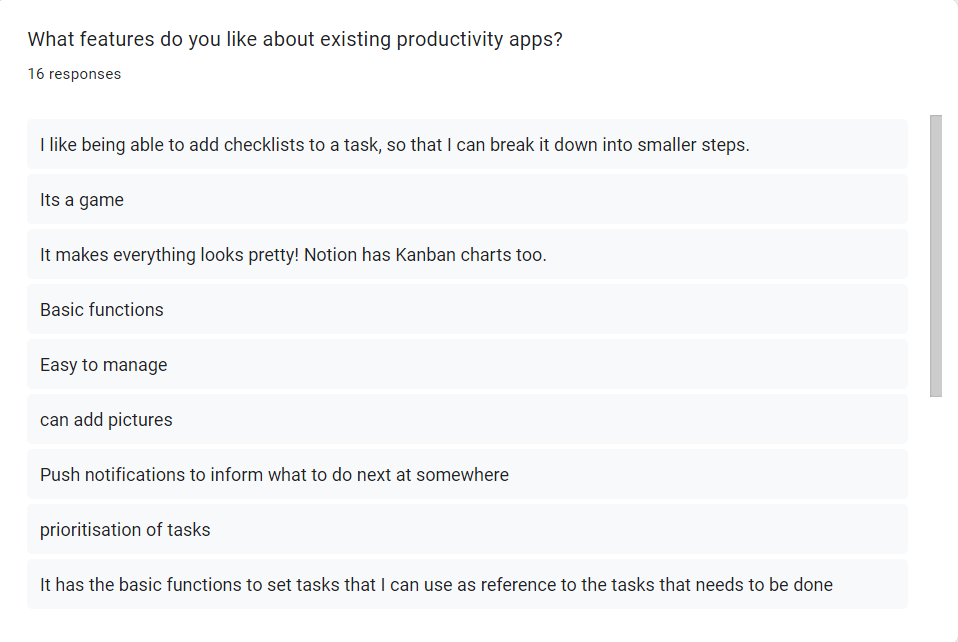 What features do you like about existing productivity apps?
16 responses
I like being able to add checklists to a task, so that I can break it down into smaller steps.
Its a game
It makes everything looks pretty! Notion has Kanban charts too.
Basic functions
Easy to manage
can add pictures
Push notifications to inform what to do next at somewhere
prioritisation of tasks
It has the basic functions to set tasks that I can use as reference to the tasks that needs to be done